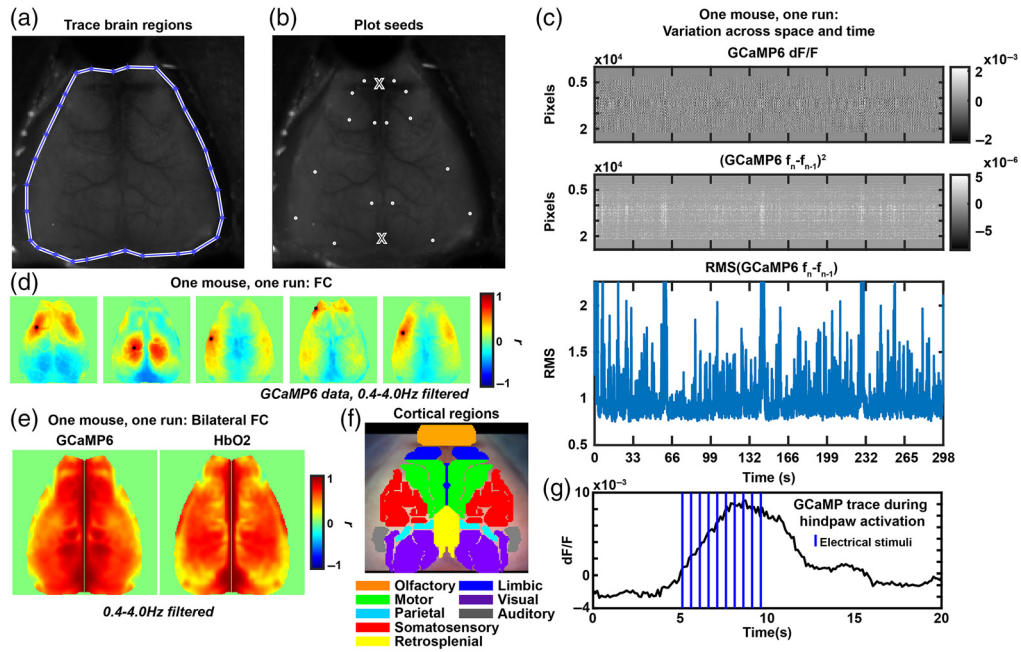 (a)
Trace brain regions
(b)
Plot seeds
X
X
(c)
One mouse, one run:
Variation across space and time
GCaMP6 dF/F
x10⁴
0.5
2
Pixels
x10⁻³
2
0
−2
(GCaMP6 fₙ-fₙ₋₁)²
x10⁴
0.5
2
Pixels
x10⁻⁶
5
0
−5
RMS(GCaMP6 fₙ-fₙ₋₁)
2
1.5
1
0.5
RMS
0 33 66 99 132 165 199 232 265 298
Time (s)
(d)
One mouse, one run: FC
1
0
−1
r
GCaMP6 data, 0.4-4.0Hz filtered
(e)
One mouse, one run: Bilateral FC
GCaMP6
HbO2
1
0
−1
r
0.4-4.0Hz filtered
(f)
Cortical regions
Olfactory
Limbic
Motor
Visual
Parietal
Auditory
Somatosensory
Retrosplenial
(g)
x10⁻³
10
0
−4
dF/F
GCaMP trace during
hindpaw activation
Electrical stimuli
0 5 10 15 20
Time(s)